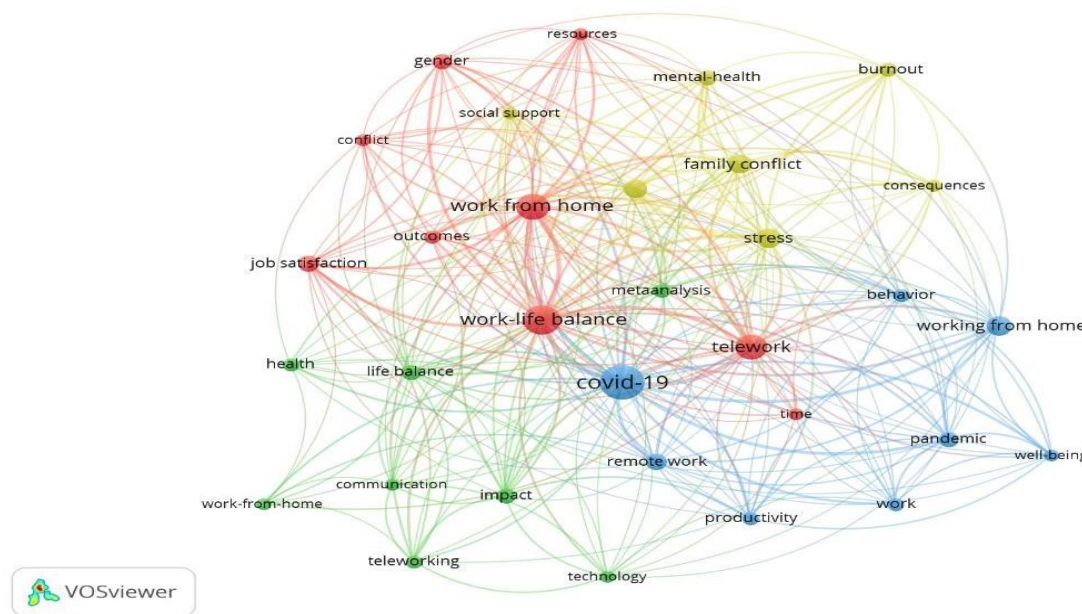 resources
gender
burnout
mental-health
social support
conflict
family conflict
consequences
work from home
outcomes
stress
job satisfaction
metaanalysis
behavior
work-life balance
working from home
telework
health
life balance
covid-19
time
pandemic
remote work
well-being
communication
impact
work-from-home
work
productivity
teleworking
technology
VOSviewer